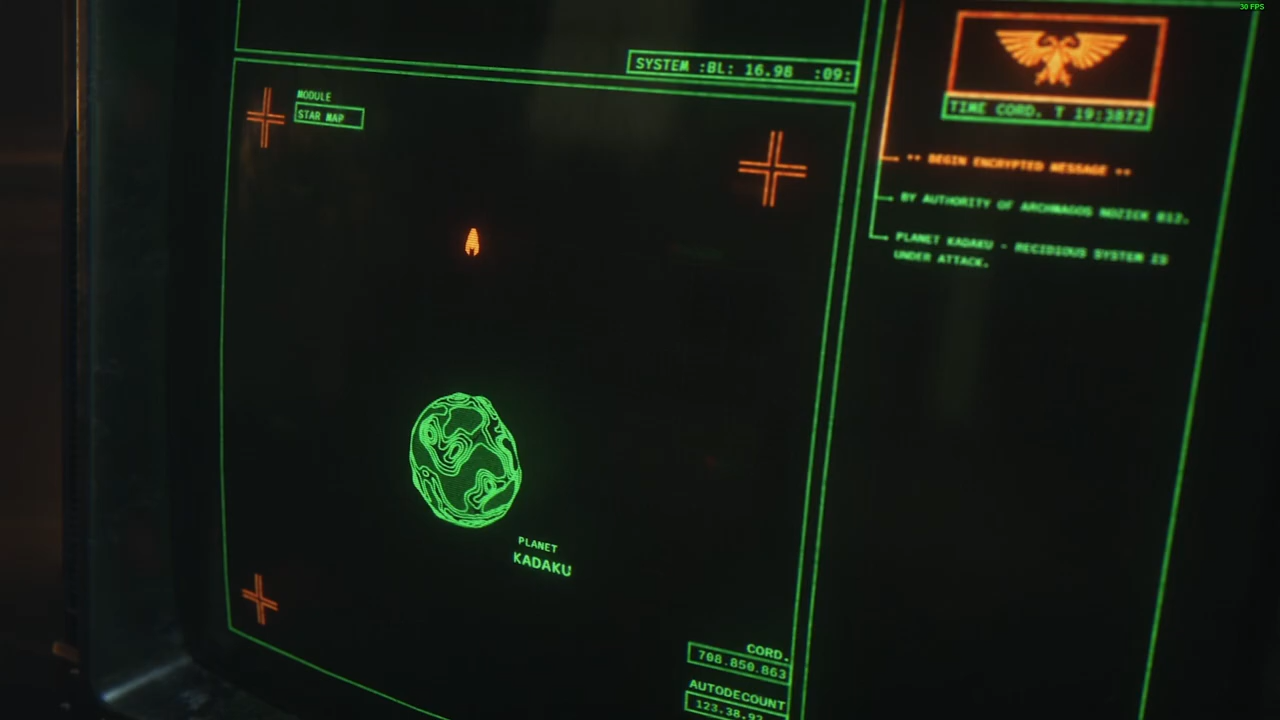 30 FPS
SYSTEM :BL: 16.98 :09:
MODULE
STAR MAP
TIME CORD. T 19:3872
** BEGIN ENCRYPTED MESSAGE **
BY AUTHORITY OF ARCHMAGOS NOZICK 012.
PLANET KADAKU - RECIDIOUS SYSTEM IS
UNDER ATTACK.
PLANET
KADAKU
CORD.
708.850.863
AUTODECOUNT
123.38.92